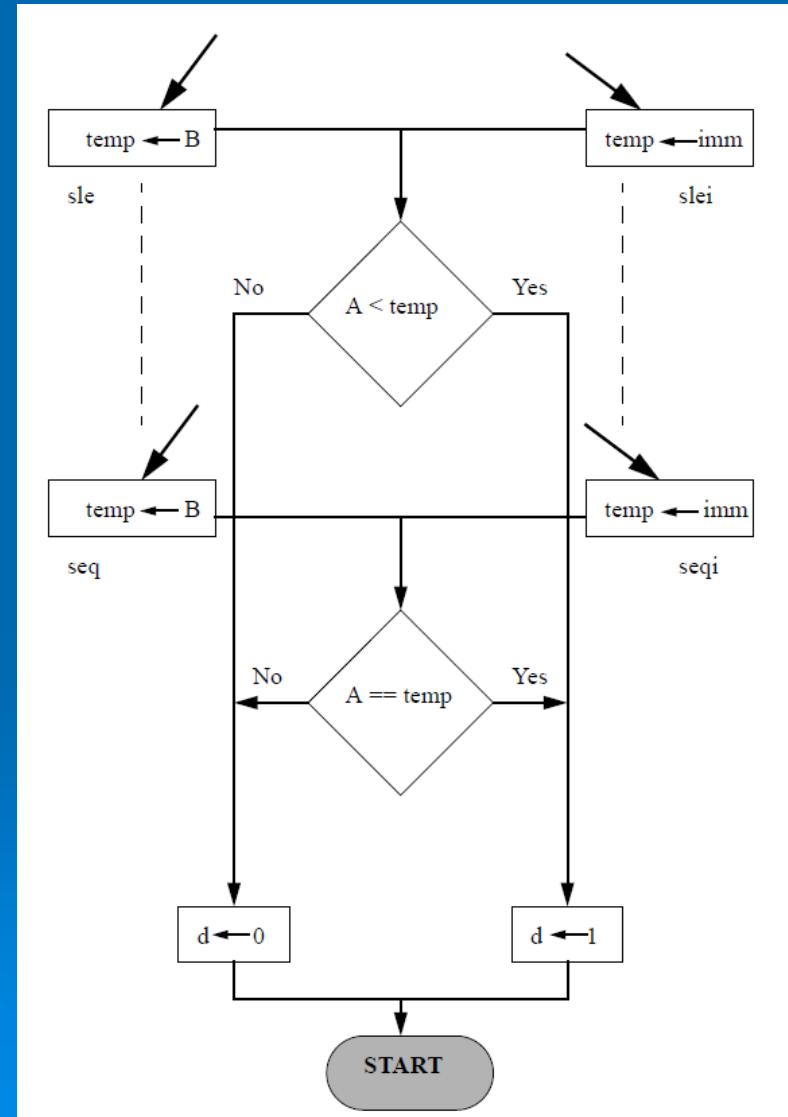 temp B
temp imm
sle
slei
No
Yes
A < temp
temp B
temp imm
seq
seqi
No
Yes
A == temp
d 0
d 1
START